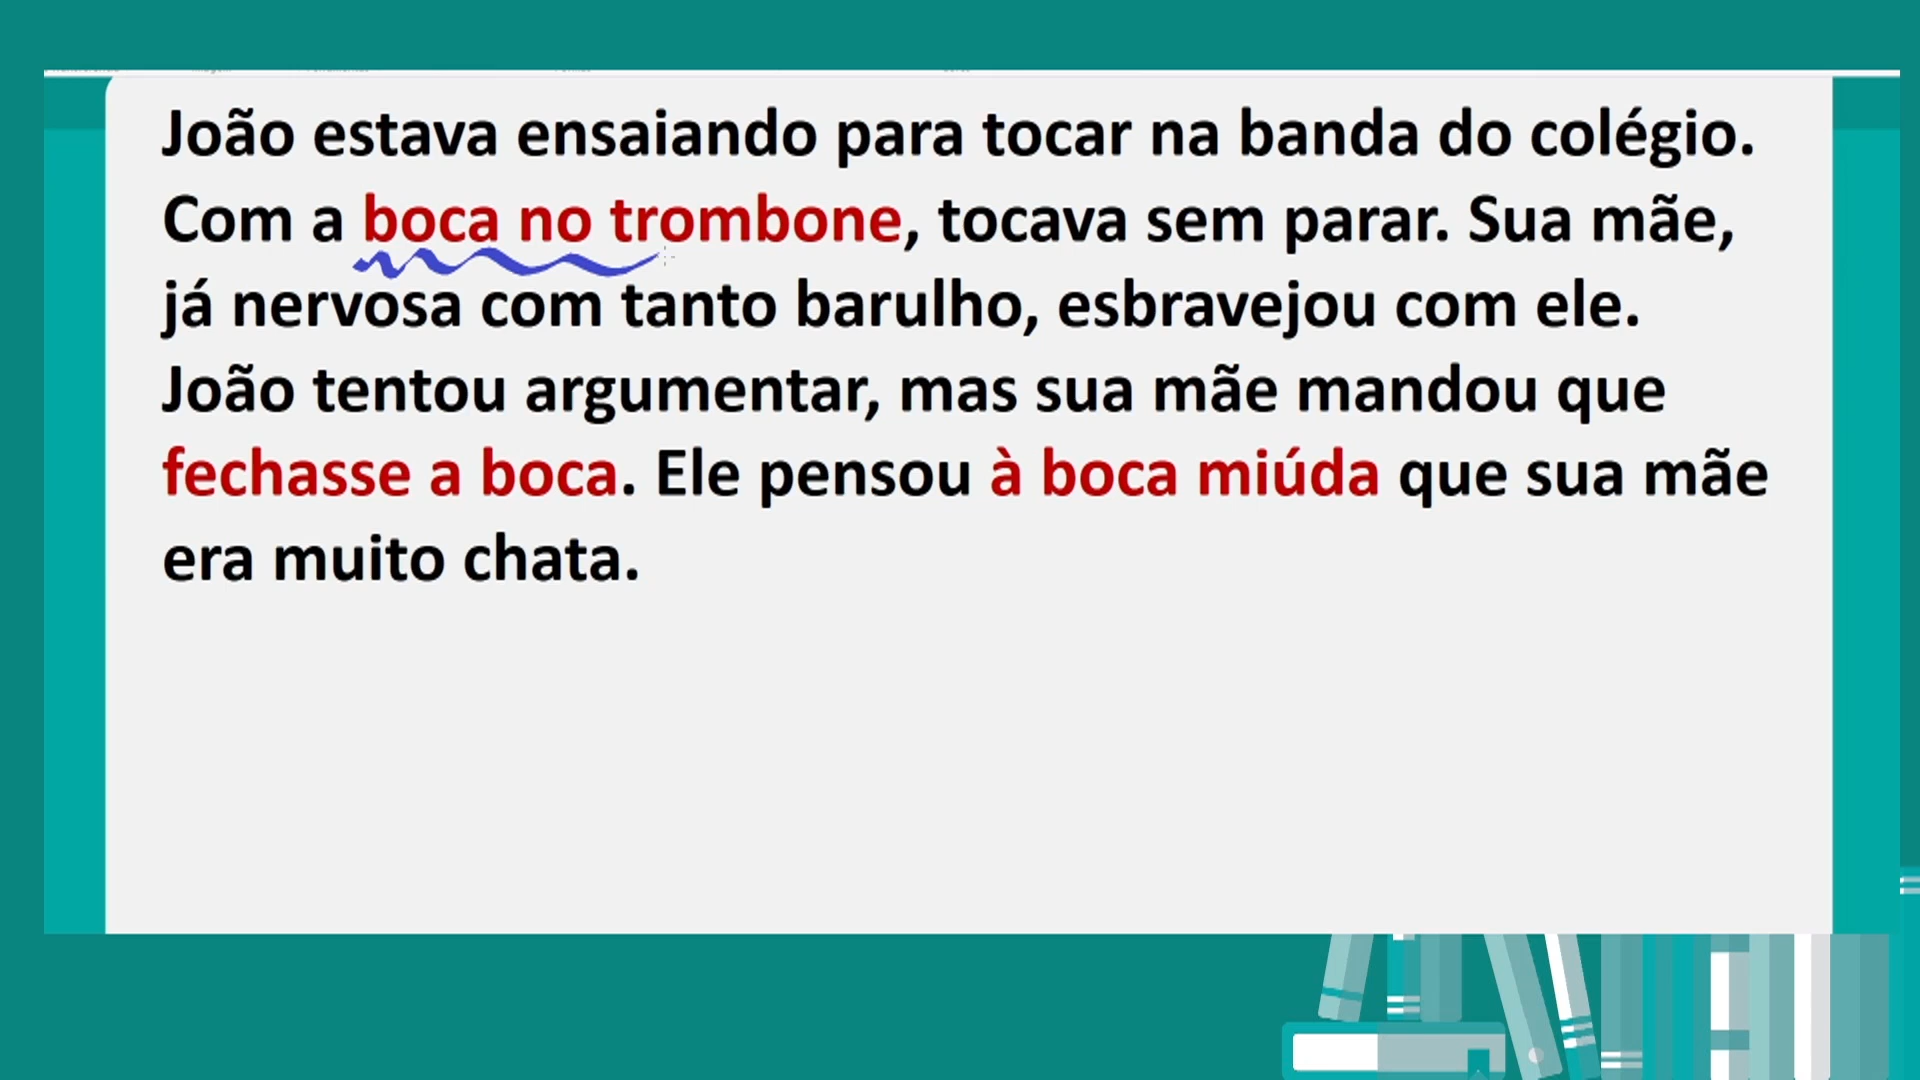 João estava ensaiando para tocar na banda do colégio.
Com a boca no trombone, tocava sem parar. Sua mãe,
já nervosa com tanto barulho, esbravejou com ele.
João tentou argumentar, mas sua mãe mandou que
fechasse a boca. Ele pensou à boca miúda que sua mãe
era muito chata.